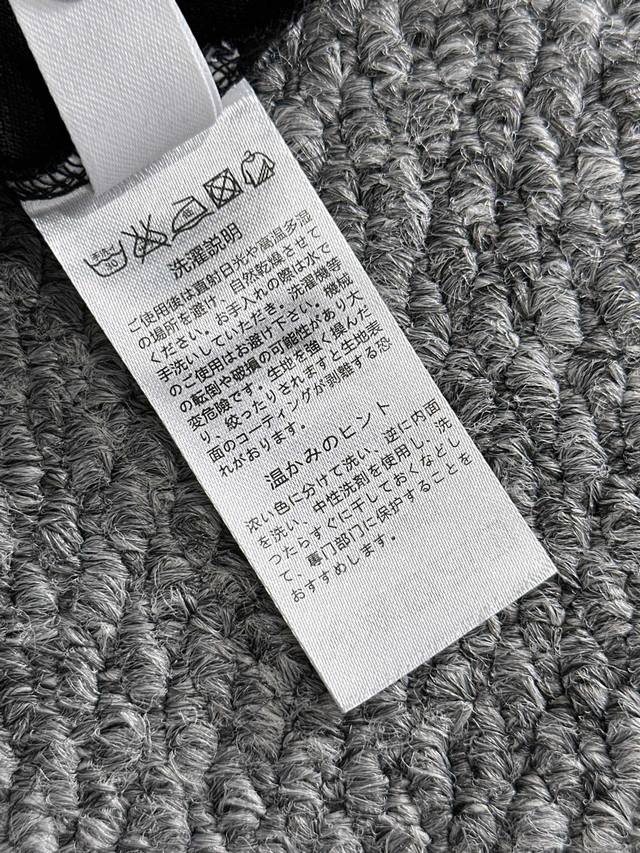 洗濯説明
ご使用後は直射日光や高温多湿
の場所を避け、自然乾燥させて
ください。お手入れの際は水で
手洗いしていただき。洗濯機等
のご使用はお避け下さい。機械
の転倒や破損の可能性があり大
変危険です。生地を強く揉んだ
り、絞ったりされますと生地表
面のコーティングが剥離する恐
れがおります。
温かみのヒント
浓い色に分けて洗い、逆に内面
を洗い、中性洗剤を使用し、洗
つたらすぐに干しておくなどし
て、專门部门に保护することを
おすすめします。